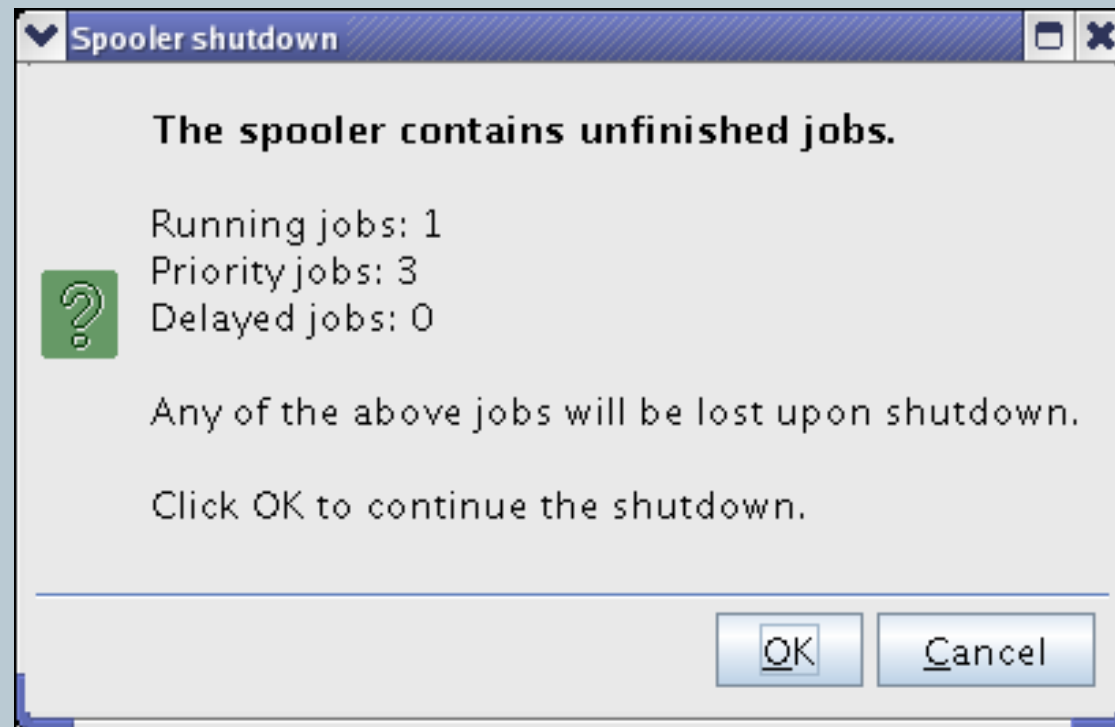 Spooler shutdown
The spooler contains unfinished jobs.
Running jobs: 1
Priority jobs: 3
Delayed jobs: 0
Any of the above jobs will be lost upon shutdown.
Click OK to continue the shutdown.
OK
Cancel